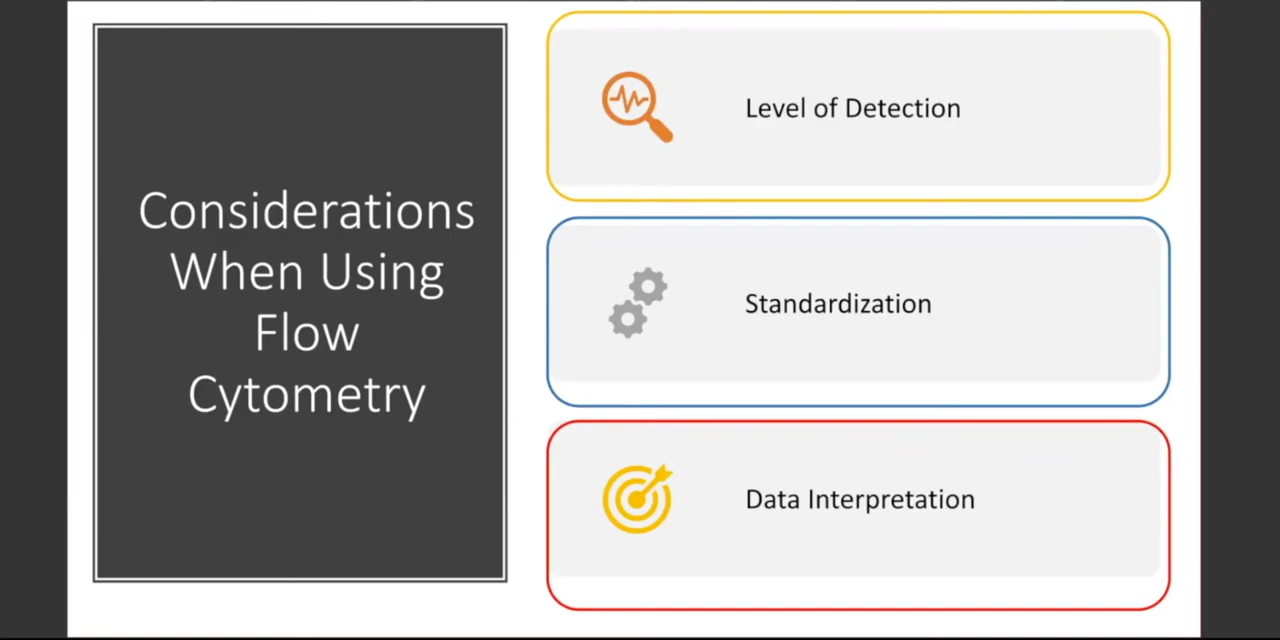 Considerations
When Using
Flow
Cytometry
Level of Detection
Standardization
Data Interpretation